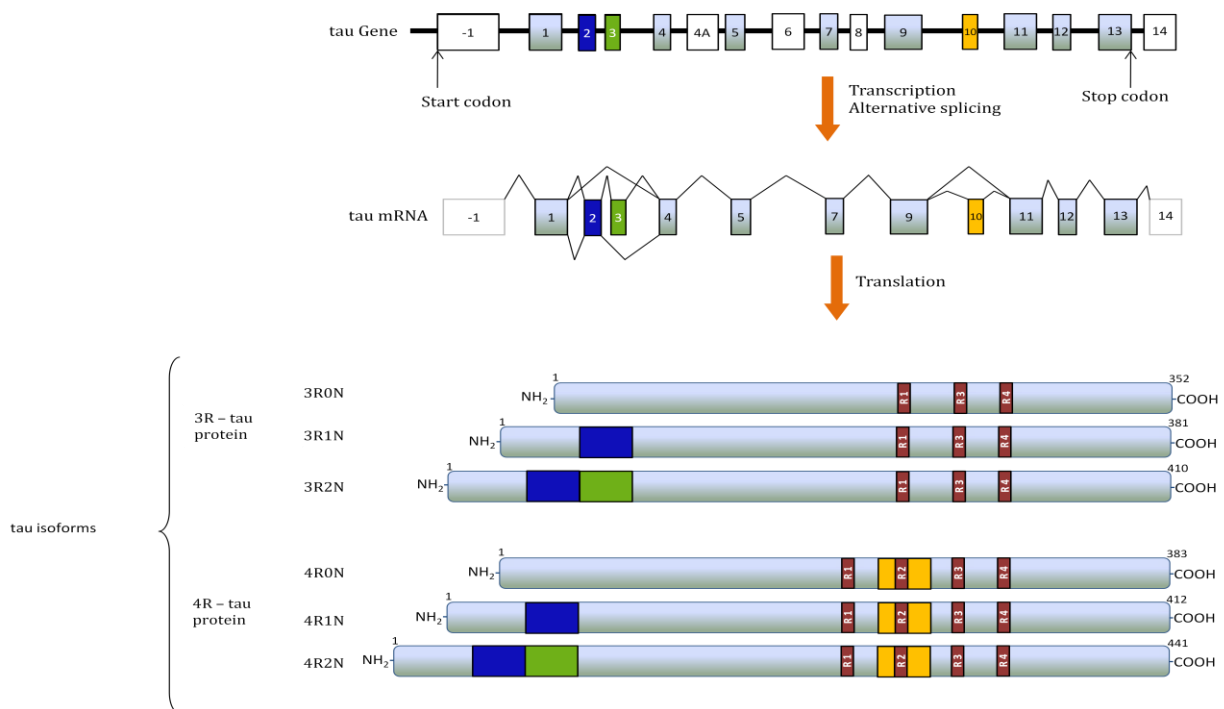 tau Gene -1 1 2 3 4 4A 5 6 7 8 9 10 11 12 13 14
Start codon
Stop codon
Transcription
Alternative splicing
tau mRNA -1 1 2 3 4 5 7 9 10 11 12 13 14
Translation
tau isoforms
3R – tau
protein
3R0N
1 352
NH2 R1 R3 R4 COOH
3R1N
1 381
NH2 R1 R3 R4 COOH
3R2N
1 410
NH2 R1 R3 R4 COOH
4R – tau
protein
4R0N
1 383
NH2 R1 R2 R3 R4 COOH
4R1N
1 412
NH2 R1 R2 R3 R4 COOH
4R2N
1 441
NH2 R1 R2 R3 R4 COOH